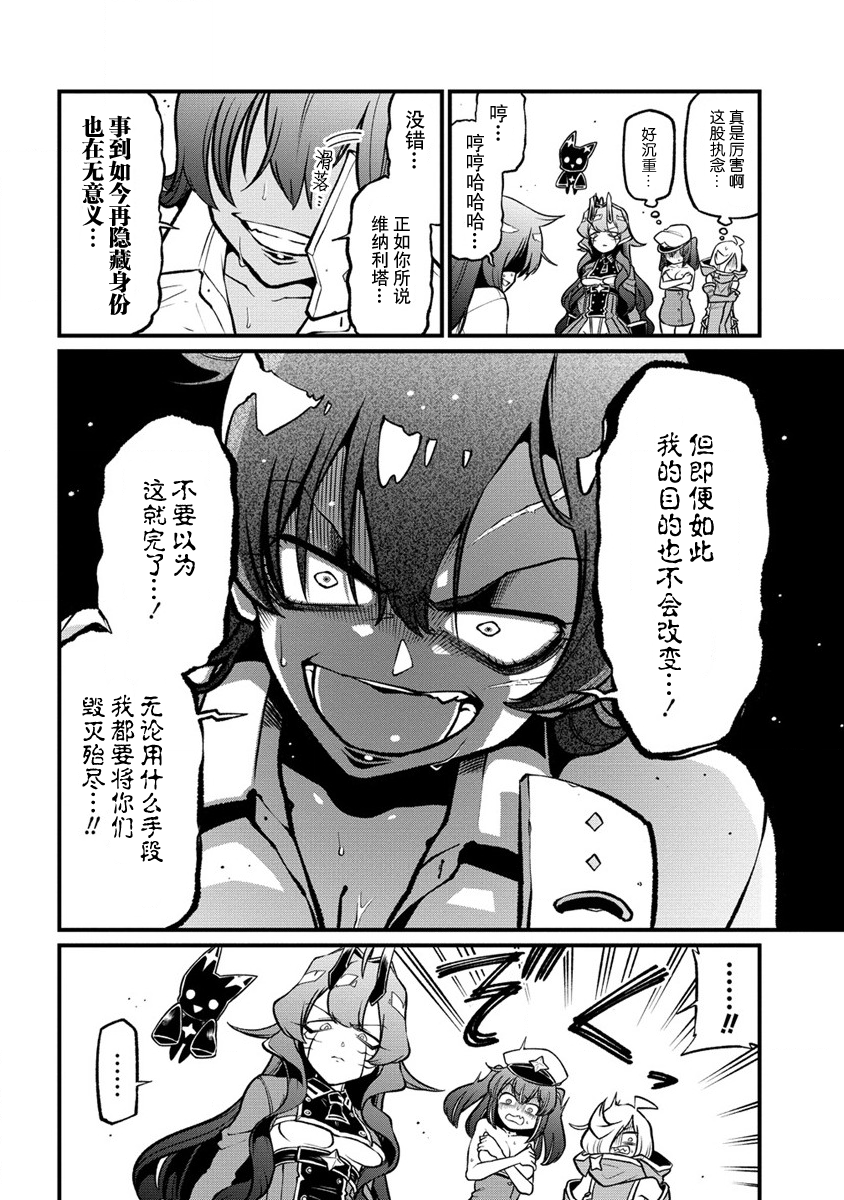 真是厉害啊
这股执念…
好沉重…
哼…
哼哼哈哈哈…
没错…
正如你所说
维纳利塔…
滑落…
事到如今再隐藏身份
也在无意义…
但即便如此
我的目的也不会改变…！
不要以为
这就完了…！
无论用什么手段
我都要将你们
毁灭殆尽…!!
…!!
ぞくっ
……